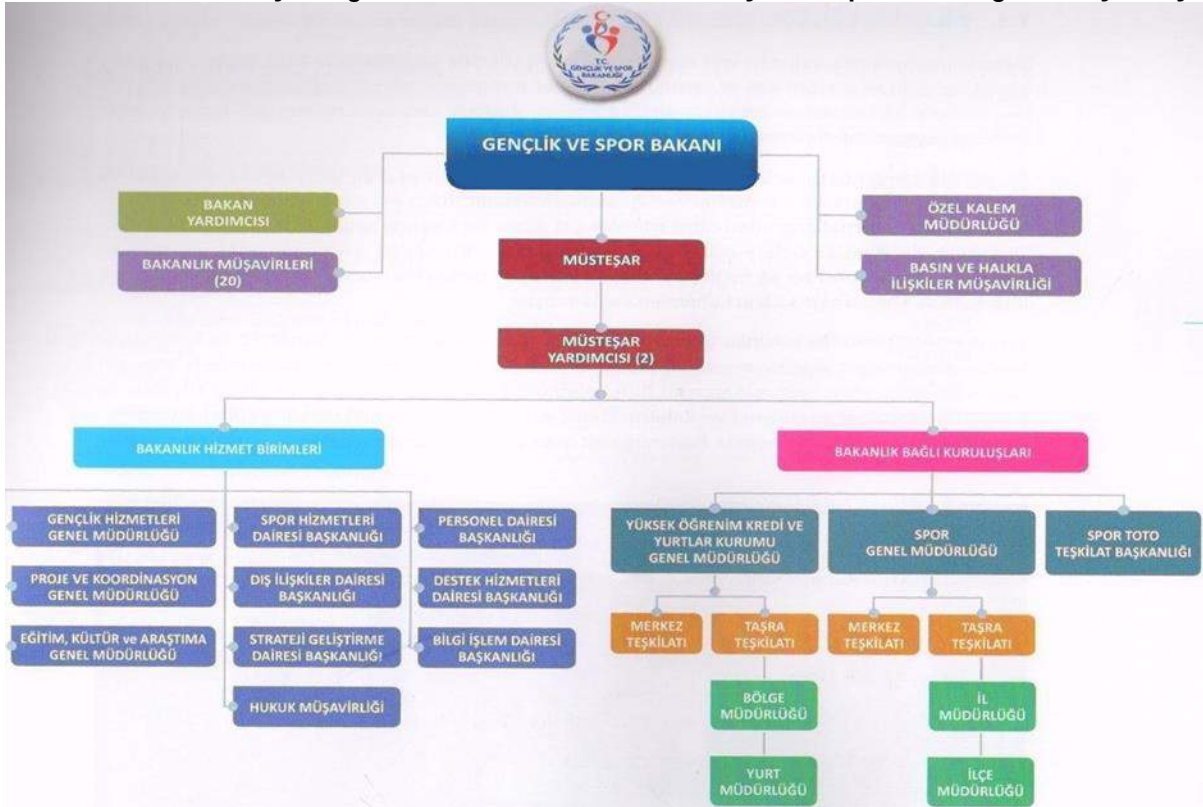 T.C.
GENÇLİK VE SPOR
BAKANLIĞI
GENÇLİK VE SPOR BAKANI
BAKAN
YARDIMCISI
BAKANLIK MÜŞAVİRLERİ
(20)
ÖZEL KALEM
MÜDÜRLÜĞÜ
BASIN VE HALKLA
İLİŞKİLER MÜŞAVİRLİĞİ
MÜSTEŞAR
MÜSTEŞAR
YARDIMCISI (2)
BAKANLIK HİZMET BİRİMLERİ
GENÇLİK HİZMETLERİ
GENEL MÜDÜRLÜĞÜ
PROJE VE KOORDİNASYON
GENEL MÜDÜRLÜĞÜ
EĞİTİM, KÜLTÜR ve ARAŞTIMA
GENEL MÜDÜRLÜĞÜ
SPOR HİZMETLERİ
DAİRESİ BAŞKANLIĞI
DIŞ İLİŞKİLER DAİRESİ
BAŞKANLIĞI
STRATEJİ GELİŞTİRME
DAİRESİ BAŞKANLIĞI
HUKUK MÜŞAVİRLİĞİ
PERSONEL DAİRESİ
BAŞKANLIĞI
DESTEK HİZMETLERİ
DAİRESİ BAŞKANLIĞI
BİLGİ İŞLEM DAİRESİ
BAŞKANLIĞI
BAKANLIK BAĞLI KURULUŞLARI
YÜKSEK ÖĞRENİM KREDİ VE
YURTLAR KURUMU
GENEL MÜDÜRLÜĞÜ
MERKEZ
TEŞKİLATI
TAŞRA
TEŞKİLATI
BÖLGE
MÜDÜRLÜĞÜ
YURT
MÜDÜRLÜĞÜ
SPOR
GENEL MÜDÜRLÜĞÜ
MERKEZ
TEŞKİLATI
TAŞRA
TEŞKİLATI
İL
MÜDÜRLÜĞÜ
İLÇE
MÜDÜRLÜĞÜ
SPOR TOTO
TEŞKİLAT BAŞKANLIĞI